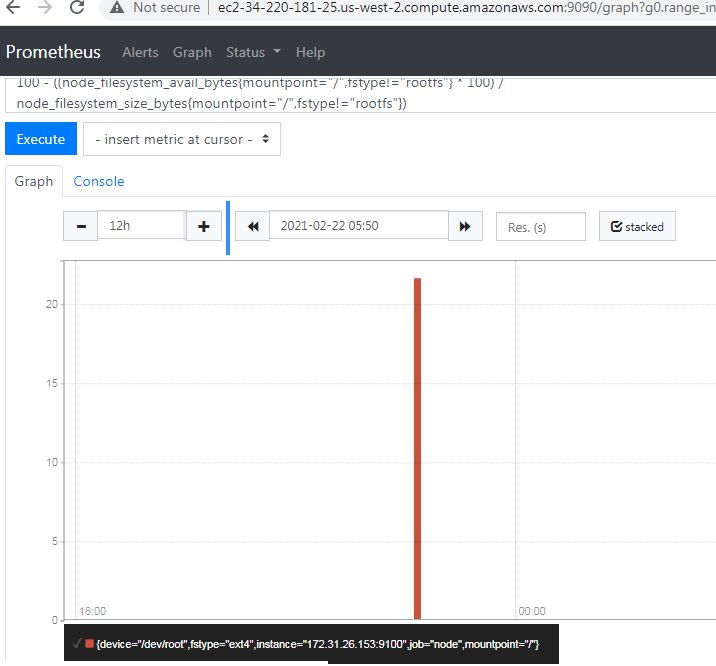 Not secure | ec2-34-220-181-25.us-west-2.compute.amazonaws.com:9090/graph?g0.range_in
Prometheus Alerts Graph Status Help
100 - ((node_filesystem_avail_bytes{mountpoint="/",fstype!="rootfs"} * 100) /
node_filesystem_size_bytes{mountpoint="/",fstype!="rootfs"})
Execute - insert metric at cursor -
Graph Console
12h 2021-02-22 05:50 Res. (s) stacked
20
15
10
5
0
18:00 00:00
{device="/dev/root",fstype="ext4",instance="172.31.26.153:9100",job="node",mountpoint="/"}